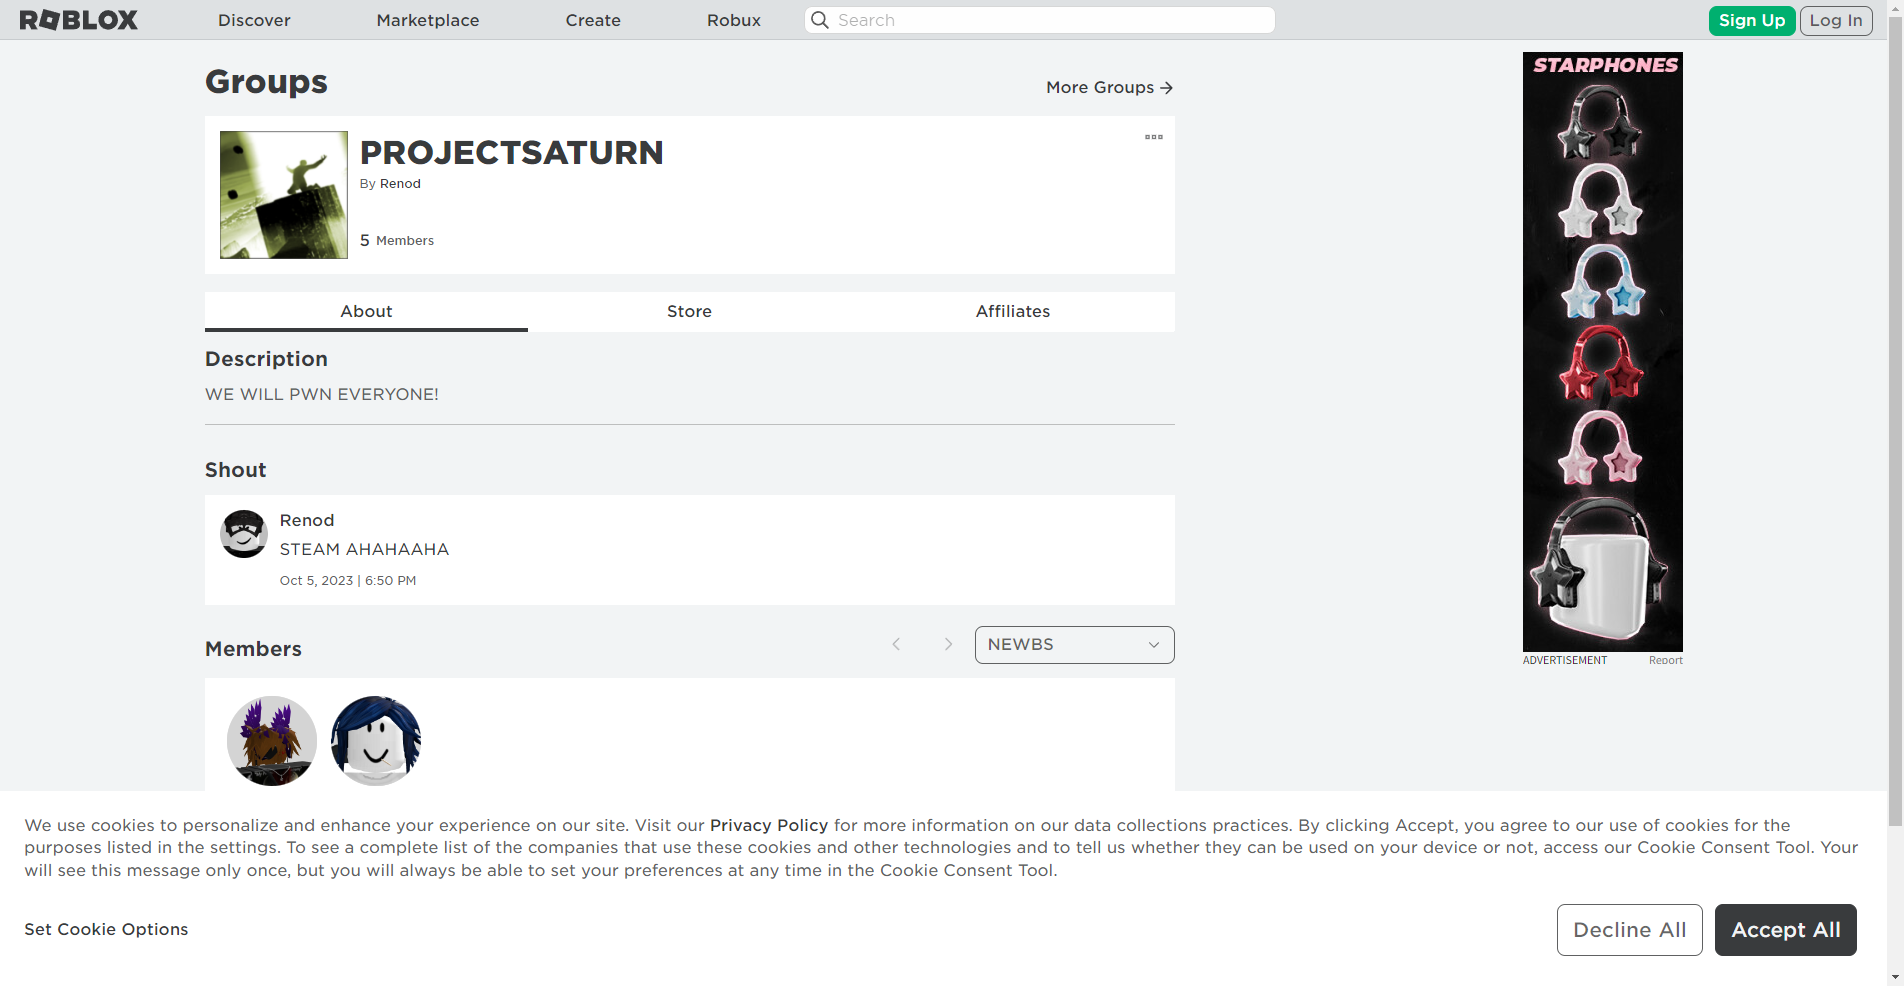 ROBLOX
Discover
Marketplace
Create
Robux
Search
Sign Up
Log In
Groups
More Groups
PROJECTSATURN
By Renod
5 Members
About
Store
Affiliates
Description
WE WILL PWN EVERYONE!
Shout
Renod
STEAM AHAHAAHA
Oct 5, 2023 | 6:50 PM
Members
NEWBS
STARPHONES
ADVERTISEMENT
Report
We use cookies to personalize and enhance your experience on our site. Visit our Privacy Policy for more information on our data collections practices. By clicking Accept, you agree to our use of cookies for the
purposes listed in the settings. To see a complete list of the companies that use these cookies and other technologies and to tell us whether they can be used on your device or not, access our Cookie Consent Tool. Your
will see this message only once, but you will always be able to set your preferences at any time in the Cookie Consent Tool.
Set Cookie Options
Decline All
Accept All